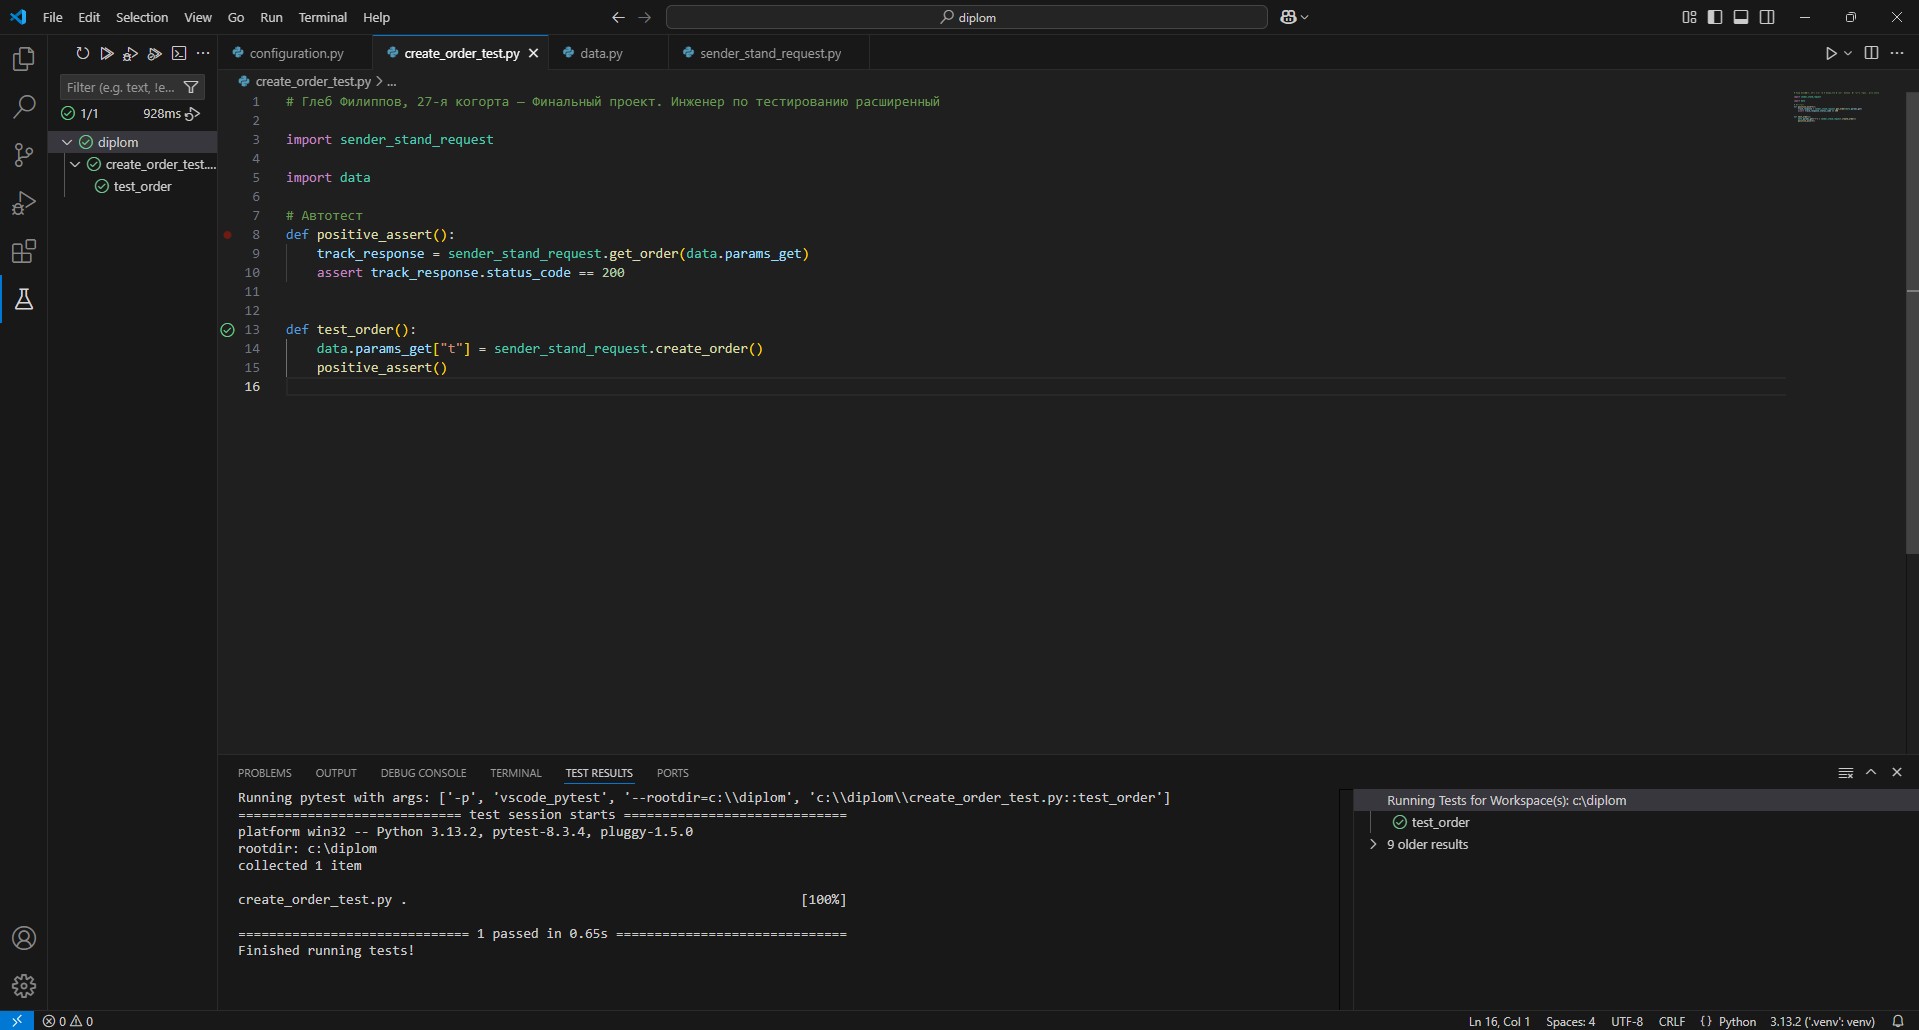 File Edit Selection View Go Run Terminal Help
diplom
configuration.py create_order_test.py data.py sender_stand_request.py
Filter (e.g. text, !e...
1/1 928ms
diplom
create_order_test....
test_order
create_order_test.py > ...
1 # Глеб Филиппов, 27-я когорта — Финальный проект. Инженер по тестированию расширенный
2
3 import sender_stand_request
4
5 import data
6
7 # Автотест
8 def positive_assert():
9 track_response = sender_stand_request.get_order(data.params_get)
10 assert track_response.status_code == 200
11
12
13 def test_order():
14 data.params_get["t"] = sender_stand_request.create_order()
15 positive_assert()
16
PROBLEMS OUTPUT DEBUG CONSOLE TERMINAL TEST RESULTS PORTS
Running pytest with args: ['-p', 'vscode_pytest', '--rootdir=c:\\diplom', 'c:\\diplom\\create_order_test.py::test_order']
============================= test session starts =============================
platform win32 -- Python 3.13.2, pytest-8.3.4, pluggy-1.5.0
rootdir: c:\diplom
collected 1 item
create_order_test.py . [100%]
============================== 1 passed in 0.65s ==============================
Finished running tests!
Running Tests for Workspace(s): c:\diplom
test_order
9 older results
0 0 Ln 16, Col 1 Spaces: 4 UTF-8 CRLF {} Python 3.13.2 ('.venv': venv)